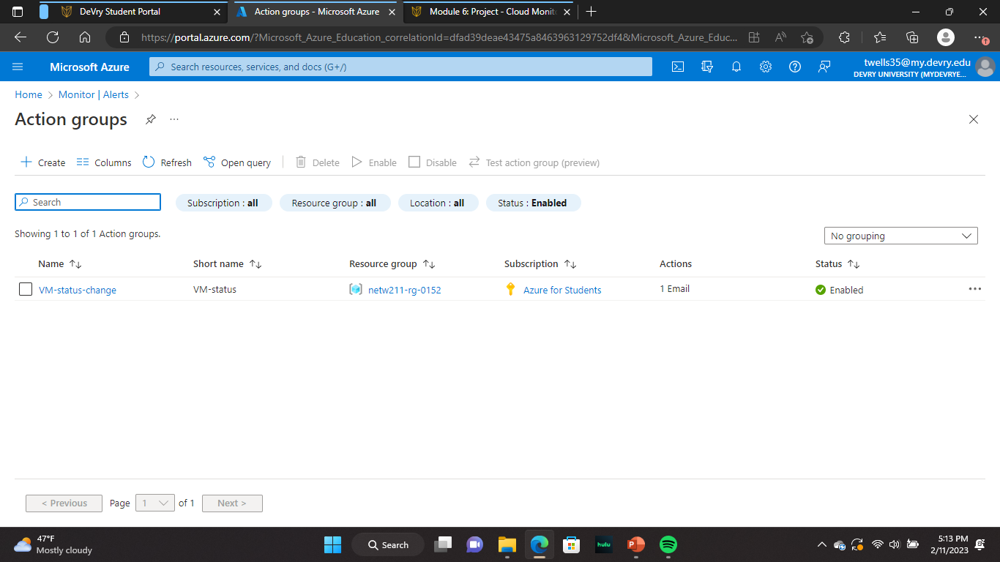 DeVry Student Portal
Action groups - Microsoft Azure
Module 6: Project - Cloud Monit
https://portal.azure.com/?Microsoft_Azure_Education_correlationId=dfad39deae43475a8463963129752df4&Microsoft_Azure_Educ...
Microsoft Azure
Search resources, services, and docs (G+/)
twells35@my.devry.edu
DEVRY UNIVERSITY (MYDEVRYE...
Home > Monitor | Alerts >
Action groups
Create Columns Refresh Open query Delete Enable Disable Test action group (preview)
Search Subscription : all Resource group : all Location : all Status : Enabled
Showing 1 to 1 of 1 Action groups.
No grouping
Name Short name Resource group Subscription Actions Status
VM-status-change VM-status netw211-rg-0152 Azure for Students 1 Email Enabled
< Previous Page 1 of 1 Next >
47°F
Mostly cloudy
Search
hulu
5:13 PM
2/11/2023